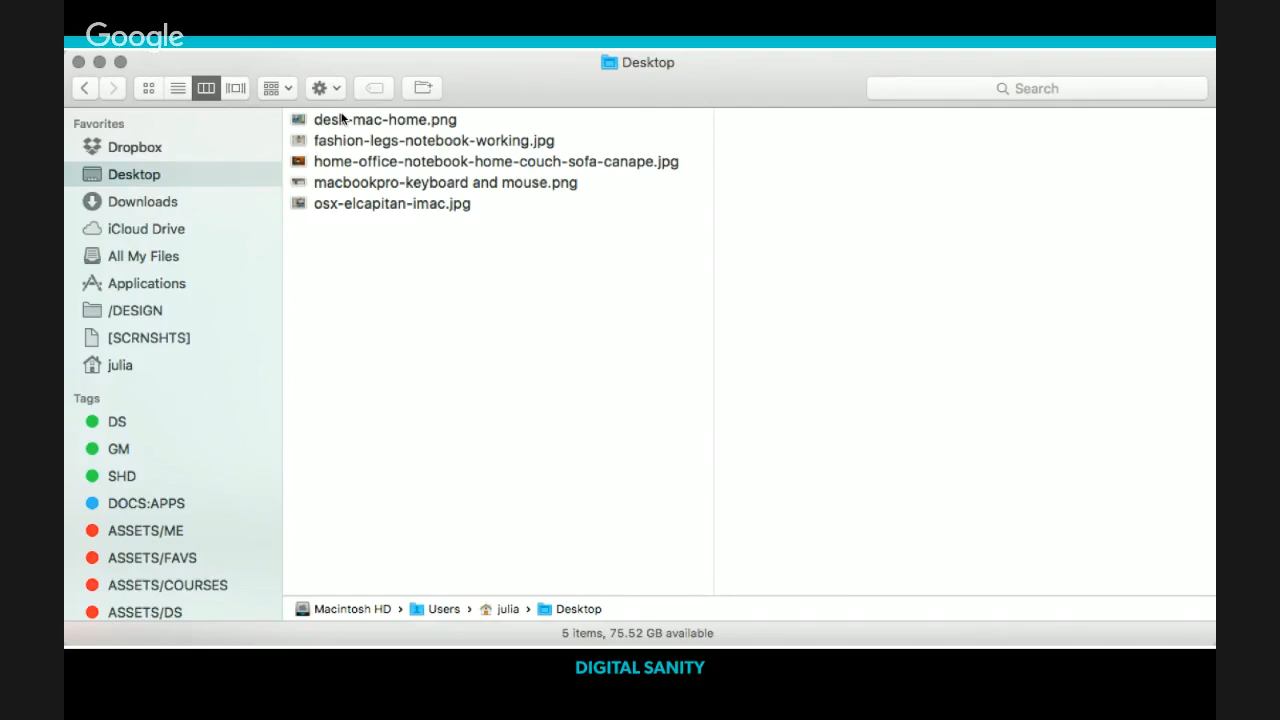 Google
Desktop
Search
Favorites
Dropbox
Desktop
Downloads
iCloud Drive
All My Files
Applications
/DESIGN
[SCRNSHTS]
julia
Tags
DS
GM
SHD
DOCS:APPS
ASSETS/ME
ASSETS/FAVS
ASSETS/COURSES
ASSETS/DS
desk-mac-home.png
fashion-legs-notebook-working.jpg
home-office-notebook-home-couch-sofa-canape.jpg
macbookpro-keyboard and mouse.png
osx-elcapitan-imac.jpg
Macintosh HD › Users › julia › Desktop
5 items, 75.52 GB available
DIGITAL SANITY